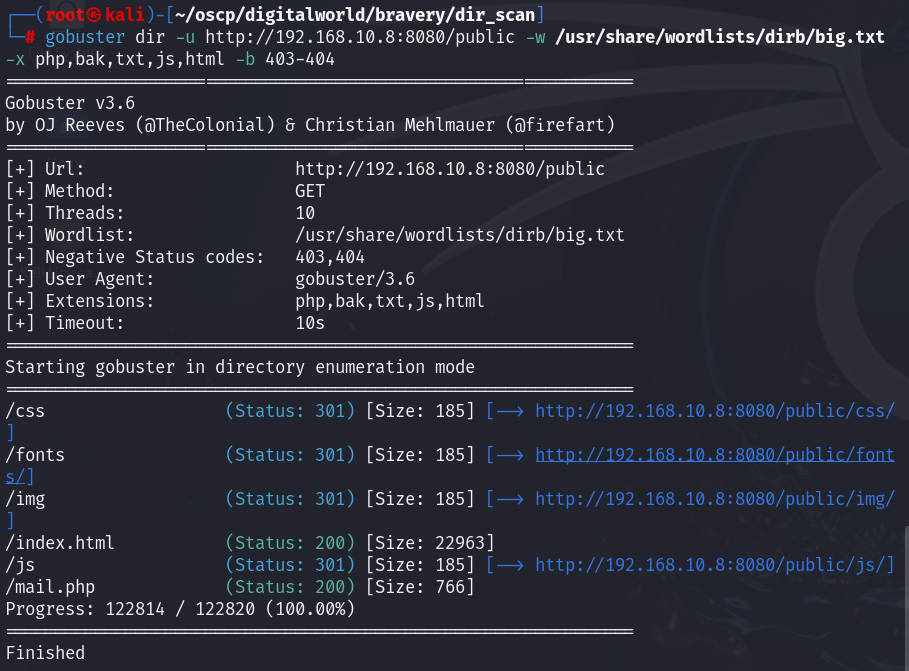 ┌──(root㉿kali)-[~/oscp/digitalworld/bravery/dir_scan]
└─# gobuster dir -u http://192.168.10.8:8080/public -w /usr/share/wordlists/dirb/big.txt
-x php,bak,txt,js,html -b 403-404
===============================================================
Gobuster v3.6
by OJ Reeves (@TheColonial) & Christian Mehlmauer (@firefart)
===============================================================
[+] Url:                     http://192.168.10.8:8080/public
[+] Method:                  GET
[+] Threads:                 10
[+] Wordlist:                /usr/share/wordlists/dirb/big.txt
[+] Negative Status codes:   403,404
[+] User Agent:              gobuster/3.6
[+] Extensions:              php,bak,txt,js,html
[+] Timeout:                 10s
===============================================================
Starting gobuster in directory enumeration mode
===============================================================
/css                  (Status: 301) [Size: 185] [--> http://192.168.10.8:8080/public/css/
]
/fonts                (Status: 301) [Size: 185] [--> http://192.168.10.8:8080/public/font
s/]
/img                  (Status: 301) [Size: 185] [--> http://192.168.10.8:8080/public/img/
]
/index.html           (Status: 200) [Size: 22963]
/js                   (Status: 301) [Size: 185] [--> http://192.168.10.8:8080/public/js/]
/mail.php             (Status: 200) [Size: 766]
Progress: 122814 / 122820 (100.00%)
===============================================================
Finished